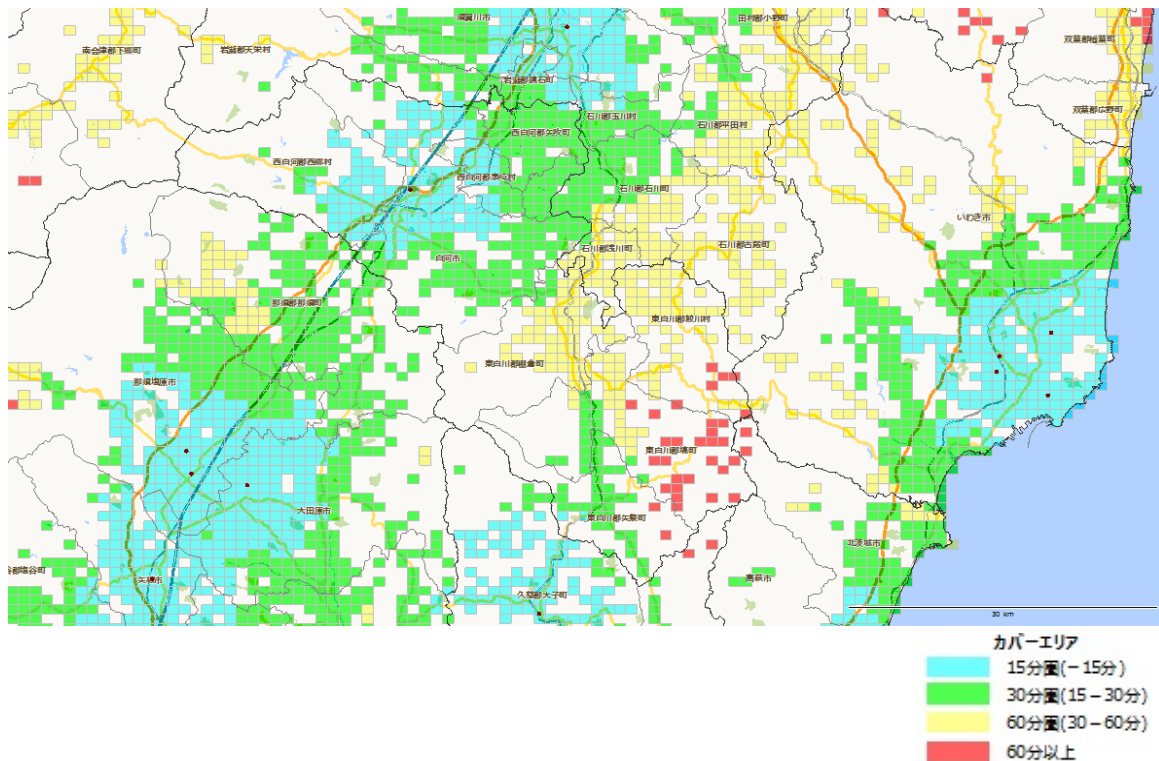 須賀川市
田村郡小野町
南会津郡下郷町
岩瀬郡天栄村
双葉郡楢葉町
岩瀬郡鏡石町
双葉郡広野町
石川郡玉川村
石川郡平田村
西白河郡矢吹町
西白河郡西郷村
西白河郡泉崎村
石川郡石川町
いわき市
石川郡浅川町
石川郡古殿町
白河市
那須郡那須町
東白川郡鮫川村
東白川郡棚倉町
那須塩原市
東白川郡塙町
大田原市
東白川郡矢祭町
北茨城市
谷郡塩谷町
矢板市
高萩市
久慈郡大子町
30 km
カバーエリア
15分圏(－15分)
30分圏(15－30分)
60分圏(30－60分)
60分以上